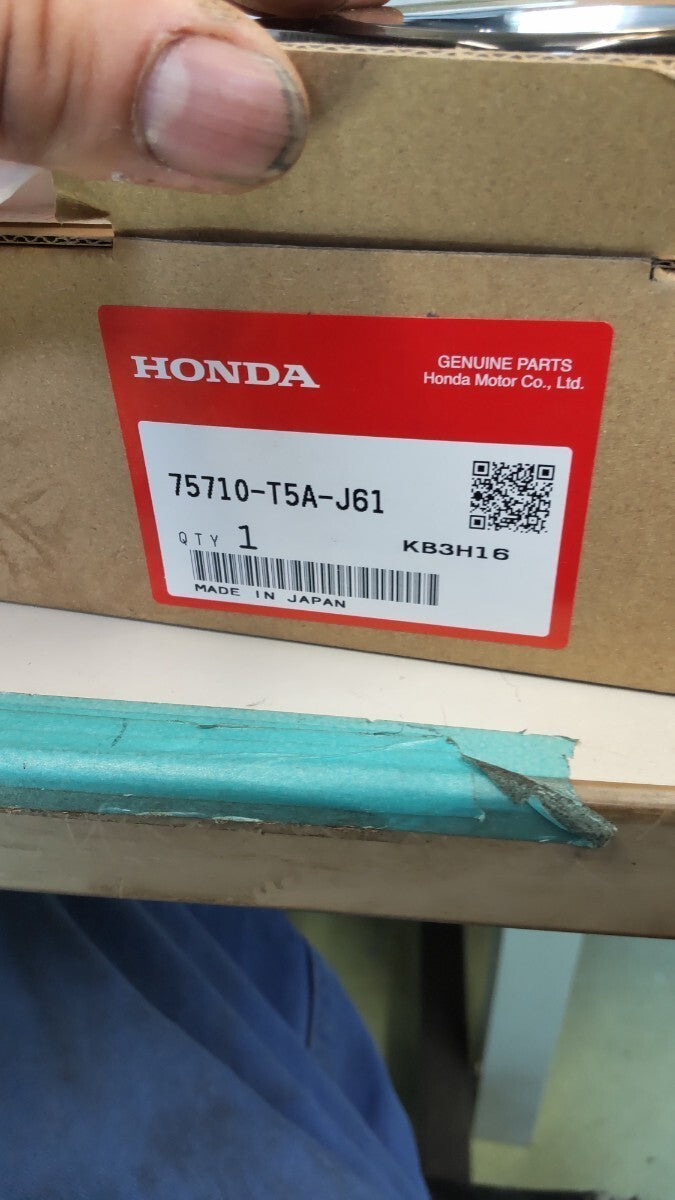 HONDA
GENUINE PARTS
Honda Motor Co., Ltd.
75710-T5A-J61
QTY 1
KB3H16
MADE IN JAPAN